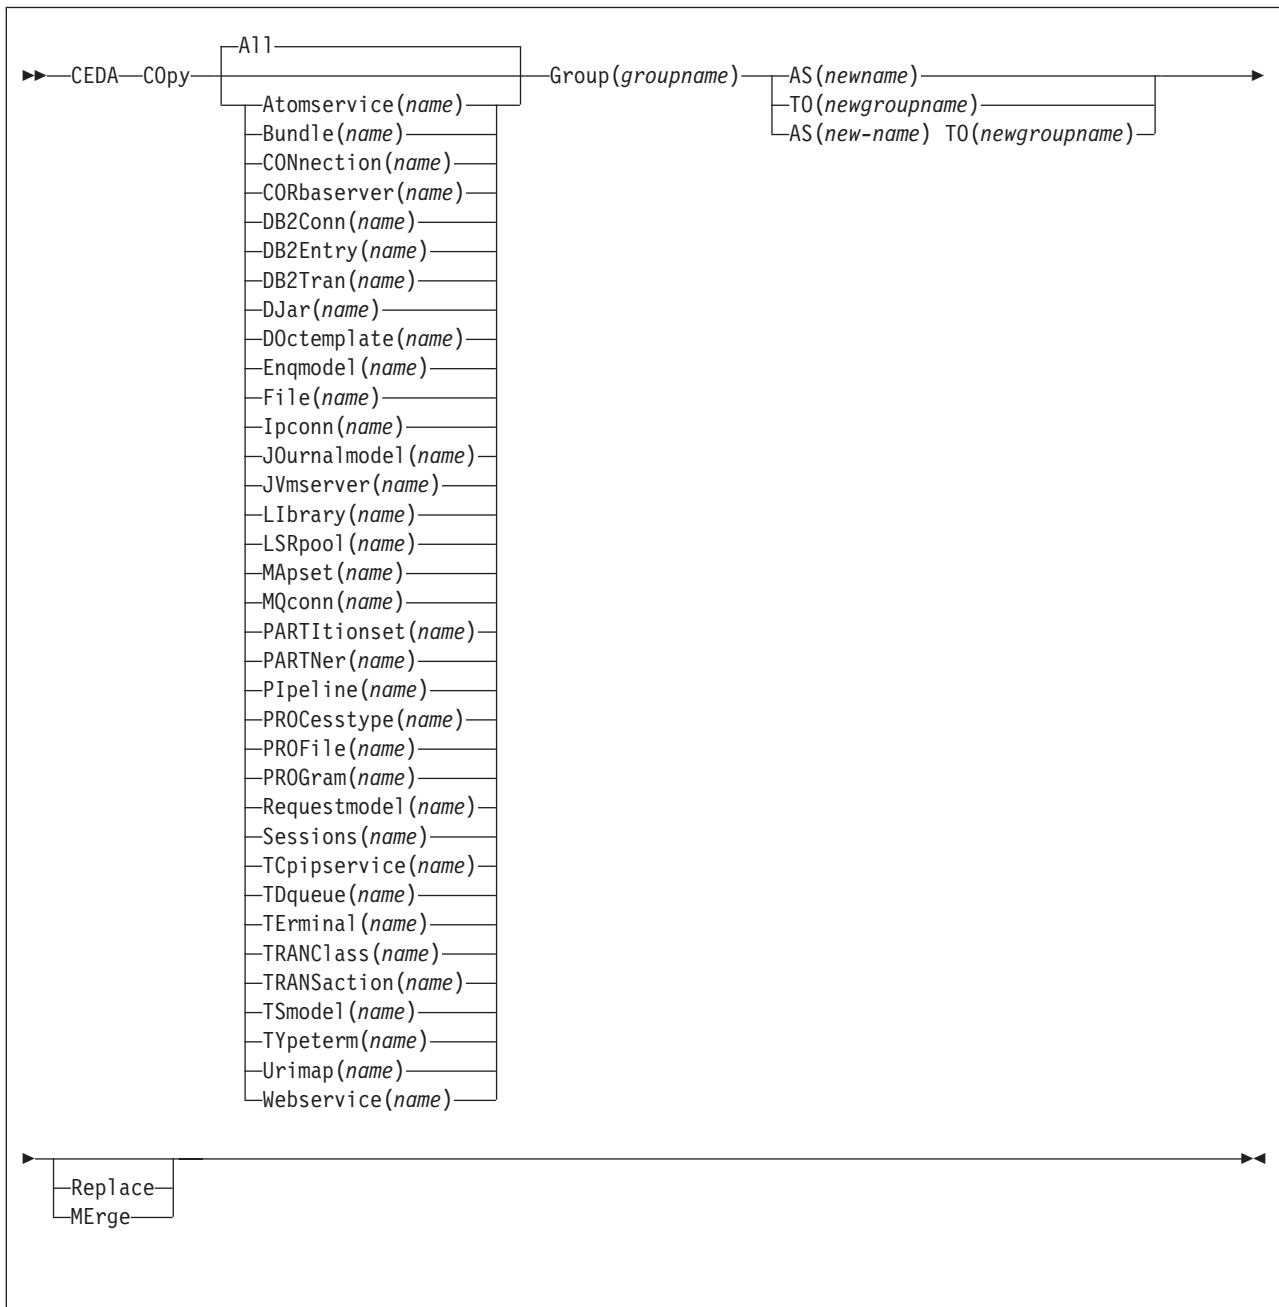 All
CEDA COpy Group(groupname) AS(newname)
Atomservice(name) TO(newgroupname)
Bundle(name) AS(new-name) TO(newgroupname)
CONnection(name)
CORbaserver(name)
DB2Conn(name)
DB2Entry(name)
DB2Tran(name)
DJar(name)
DOctemplate(name)
Enqmodel(name)
File(name)
Ipconn(name)
JOurnalmodel(name)
JVmserver(name)
LIbrary(name)
LSRpool(name)
MApset(name)
MQconn(name)
PARTItionset(name)
PARTNer(name)
PIpeline(name)
PROCesstype(name)
PROFile(name)
PROGram(name)
Requestmodel(name)
Sessions(name)
TCpipservice(name)
TDqueue(name)
TErminal(name)
TRANClass(name)
TRANSaction(name)
TSmodel(name)
TYpeterm(name)
Urimap(name)
Webservice(name)
Replace
MErge